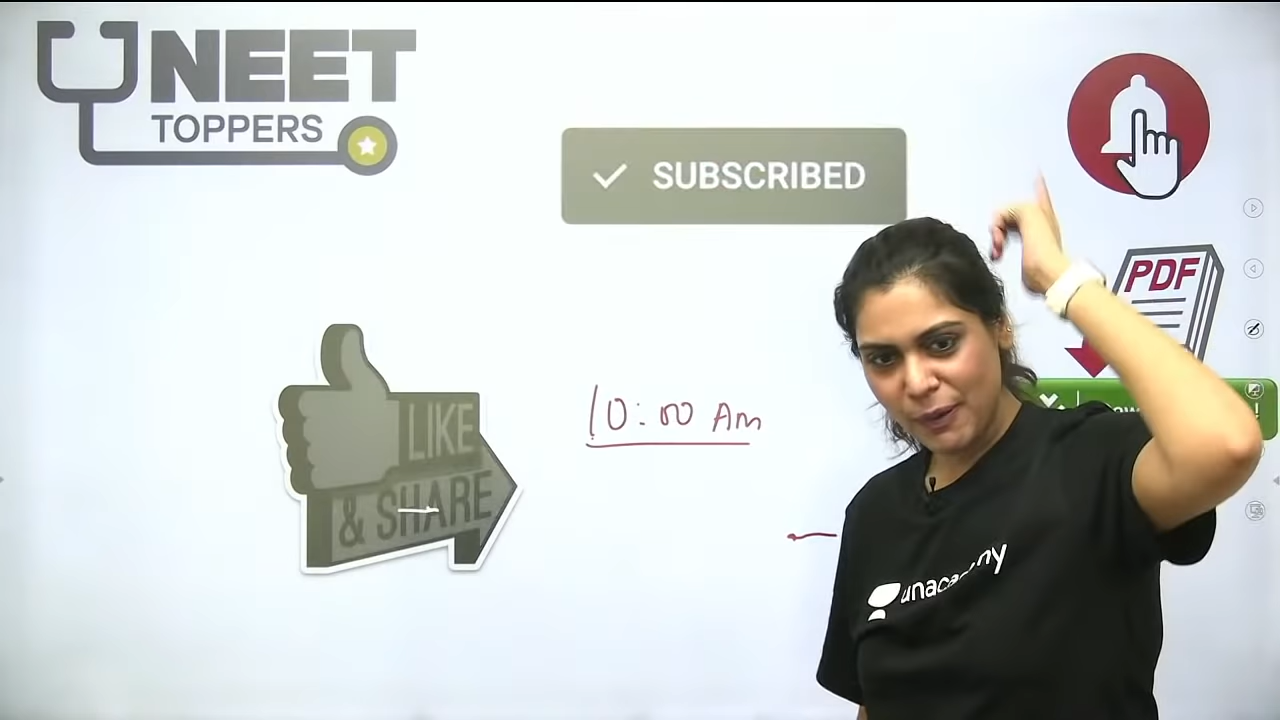 NEET
TOPPERS
SUBSCRIBED
PDF
LIKE
& SHARE
10:00 Am
unacademy